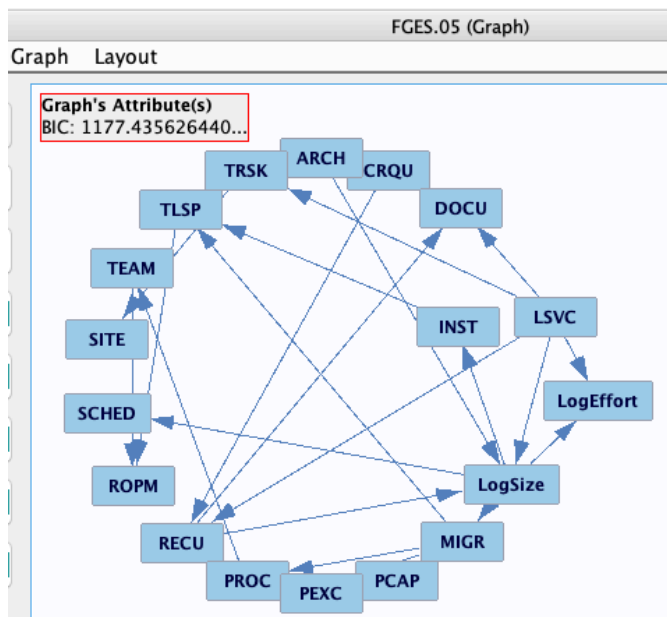 FGES.05 (Graph)
Graph Layout
Graph's Attribute(s)
BIC: 1177.435626440...
ARCH
TRSK
CRQU
TLSP
DOCU
TEAM
LSVC
INST
SITE
LogEffort
SCHED
ROPM
LogSize
RECU
MIGR
PROC
PCAP
PEXC